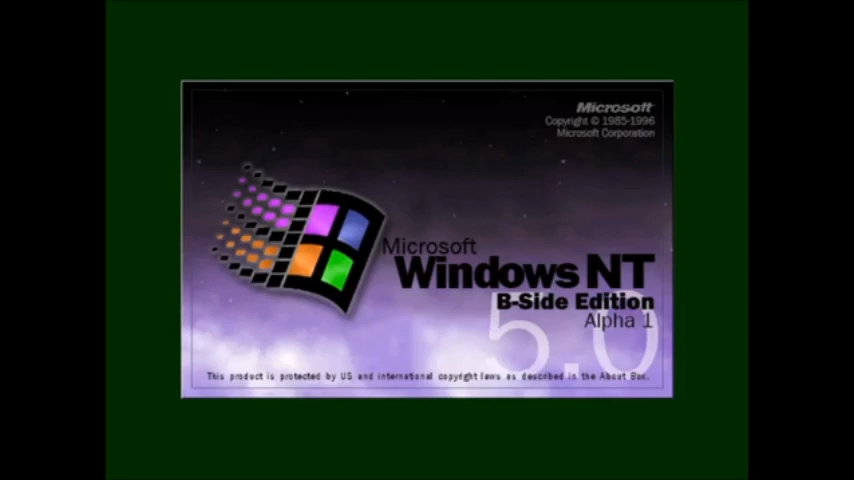 Microsoft
Copyright © 1985-1996
Microsoft Corporation
Microsoft
Windows NT
B-Side Edition
Alpha 1
5.0
This product is protected by US and international copyright laws as described in the About Box.